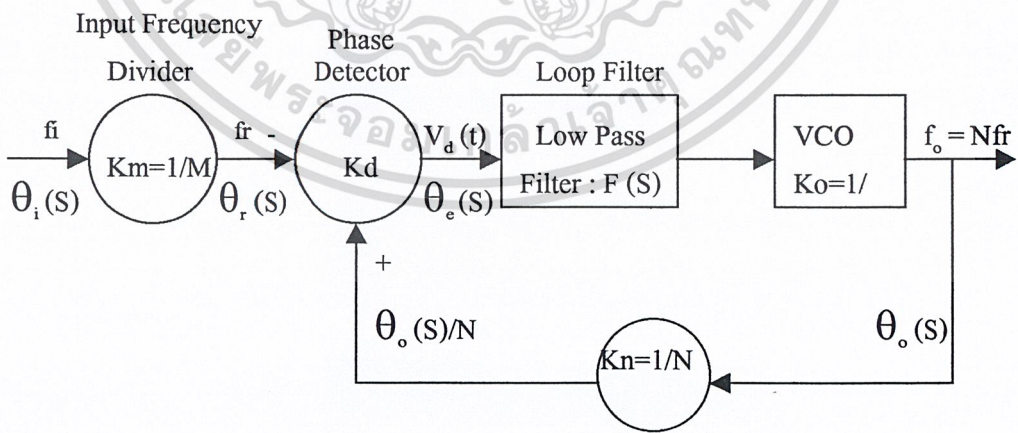 Input Frequency
Divider
Phase
Detector
Loop Filter
fi
θi(S)
Km=1/M
fr -
θr(S)
Kd
Vd(t)
θe(S)
Low Pass
Filter : F (S)
VCO
Ko=1/
fo = Nfr
+
θo(S)/N
Kn=1/N
θo(S)